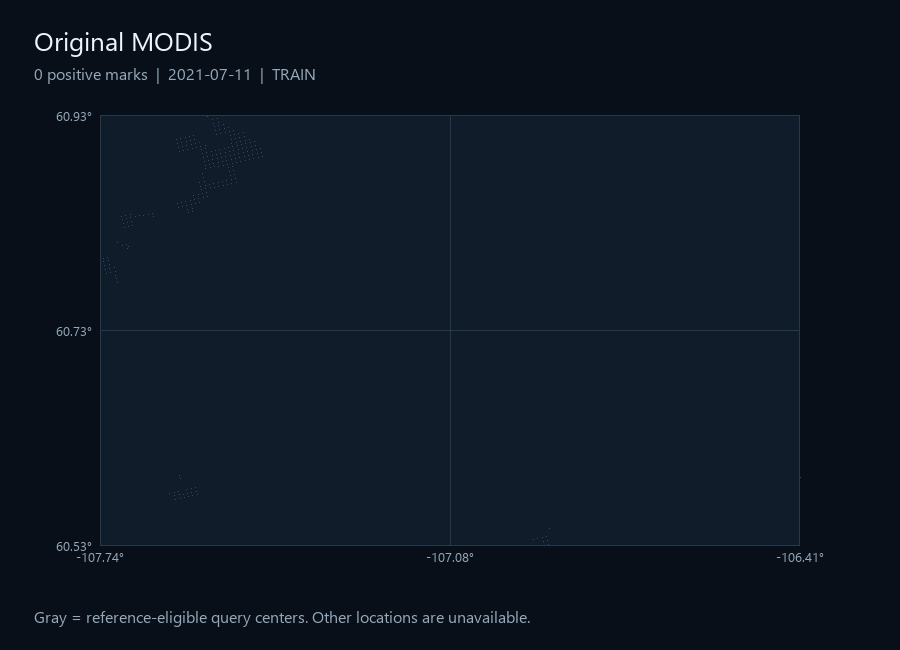 Original MODIS
0 positive marks | 2021-07-11 | TRAIN
60.93°
60.73°
60.53°
-107.74°
-107.08°
-106.41°
Gray = reference-eligible query centers. Other locations are unavailable.